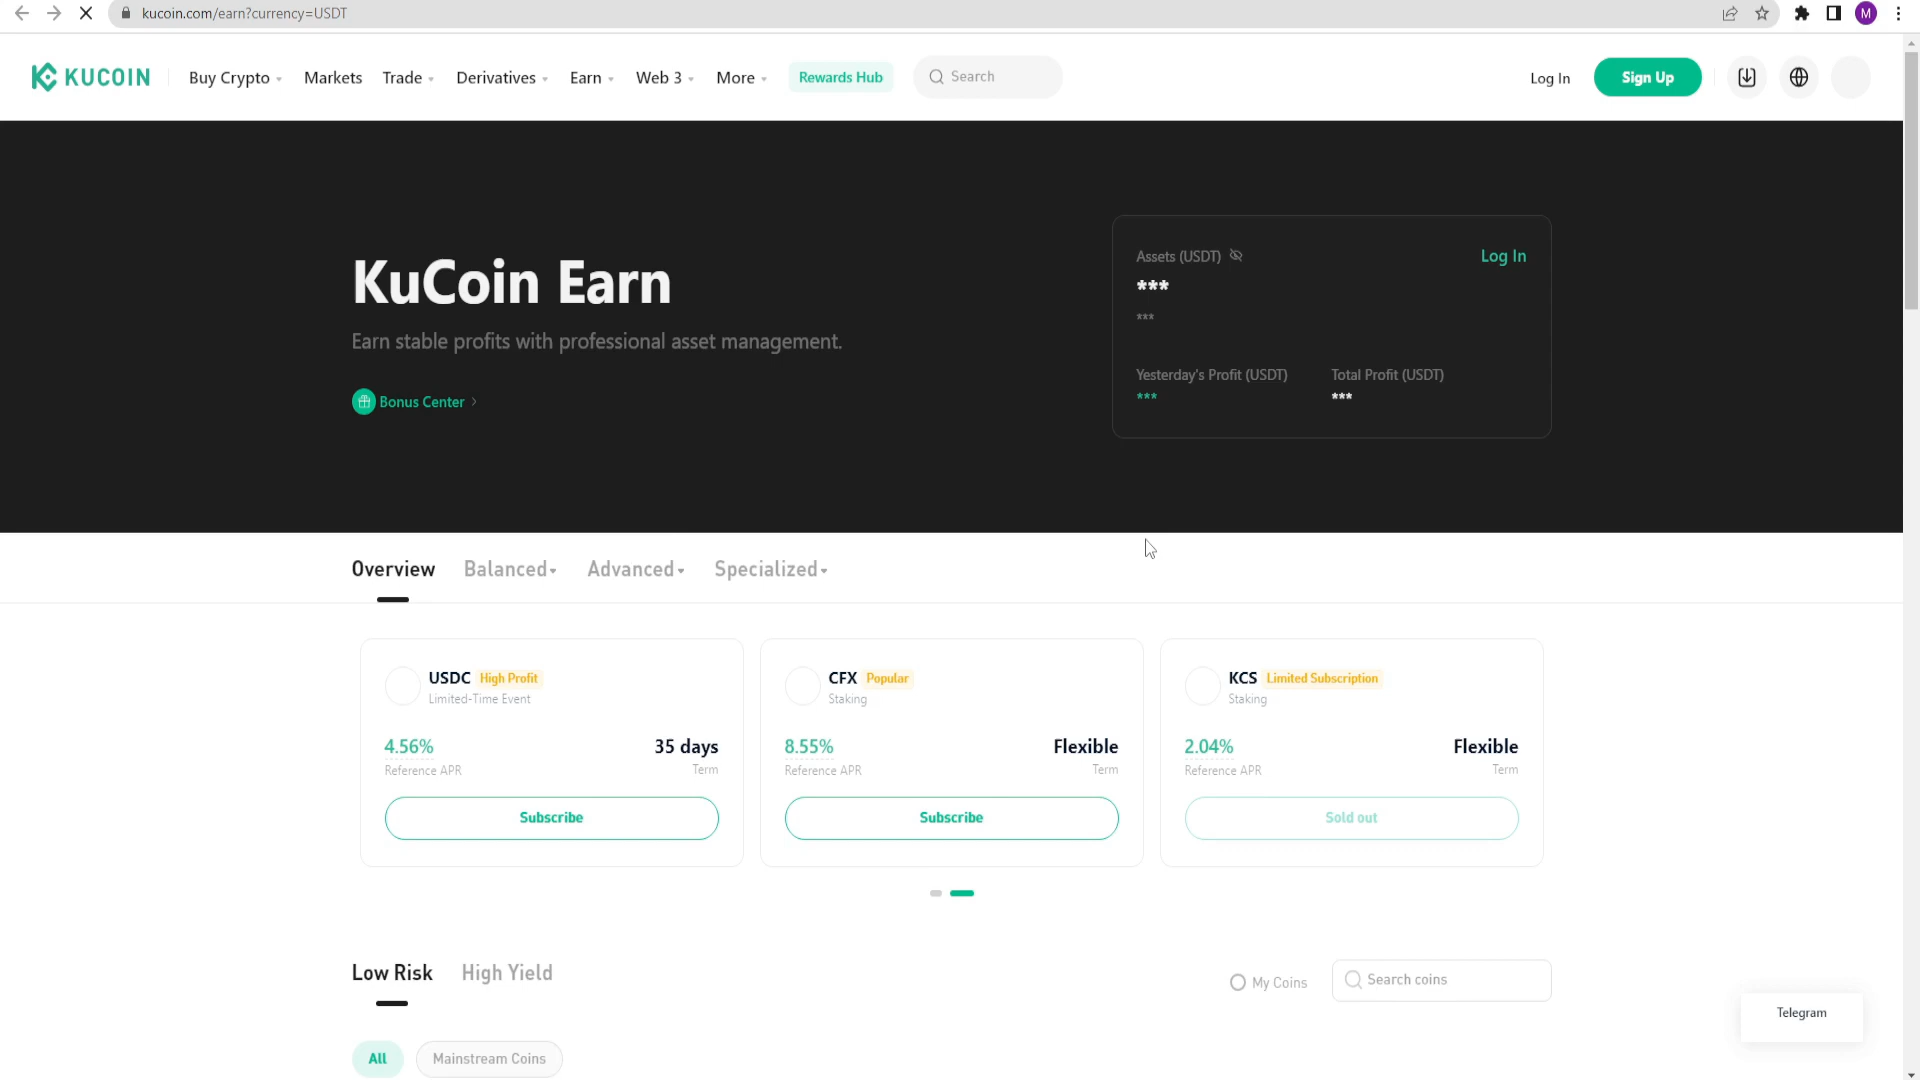 kucoin.com/earn?currency=USDT
M
KUCOIN
Buy Crypto
Markets
Trade
Derivatives
Earn
Web 3
More
Rewards Hub
Search
Log In
Sign Up
KuCoin Earn
Earn stable profits with professional asset management.
Bonus Center
Assets (USDT)
Log In
***
***
Yesterday's Profit (USDT)
Total Profit (USDT)
***
***
Overview
Balanced
Advanced
Specialized
USDC High Profit
Limited-Time Event
4.56%
35 days
Reference APR
Term
Subscribe
CFX Popular
Staking
8.55%
Flexible
Reference APR
Term
Subscribe
KCS Limited Subscription
Staking
2.04%
Flexible
Reference APR
Term
Sold out
Low Risk
High Yield
My Coins
Search coins
Telegram
All
Mainstream Coins